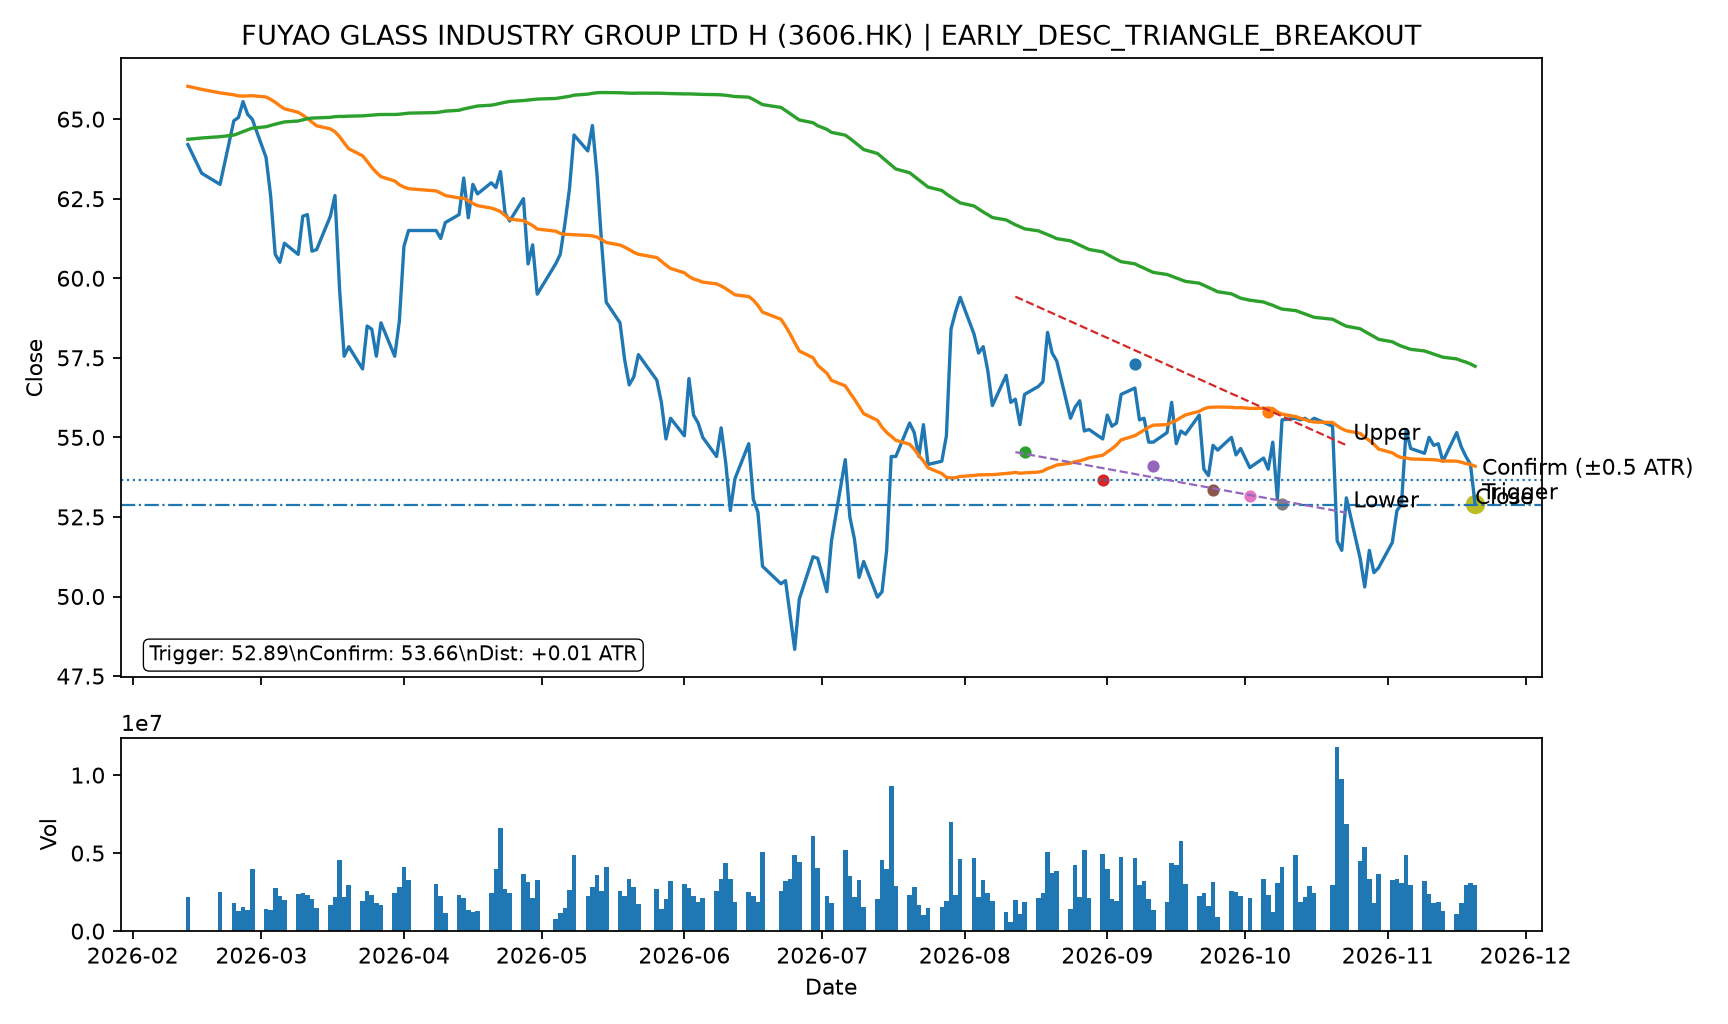 FUYAO GLASS INDUSTRY GROUP LTD H (3606.HK) | EARLY_DESC_TRIANGLE_BREAKOUT
Close
65.0
62.5
60.0
57.5
55.0
52.5
50.0
47.5
Upper
Lower
Confirm (±0.5 ATR)
Trigger
Close
Trigger: 52.89\nConfirm: 53.66\nDist: +0.01 ATR
1e7
Vol
1.0
0.5
0.0
2026-02 2026-03 2026-04 2026-05 2026-06 2026-07 2026-08 2026-09 2026-10 2026-11 2026-12
Date